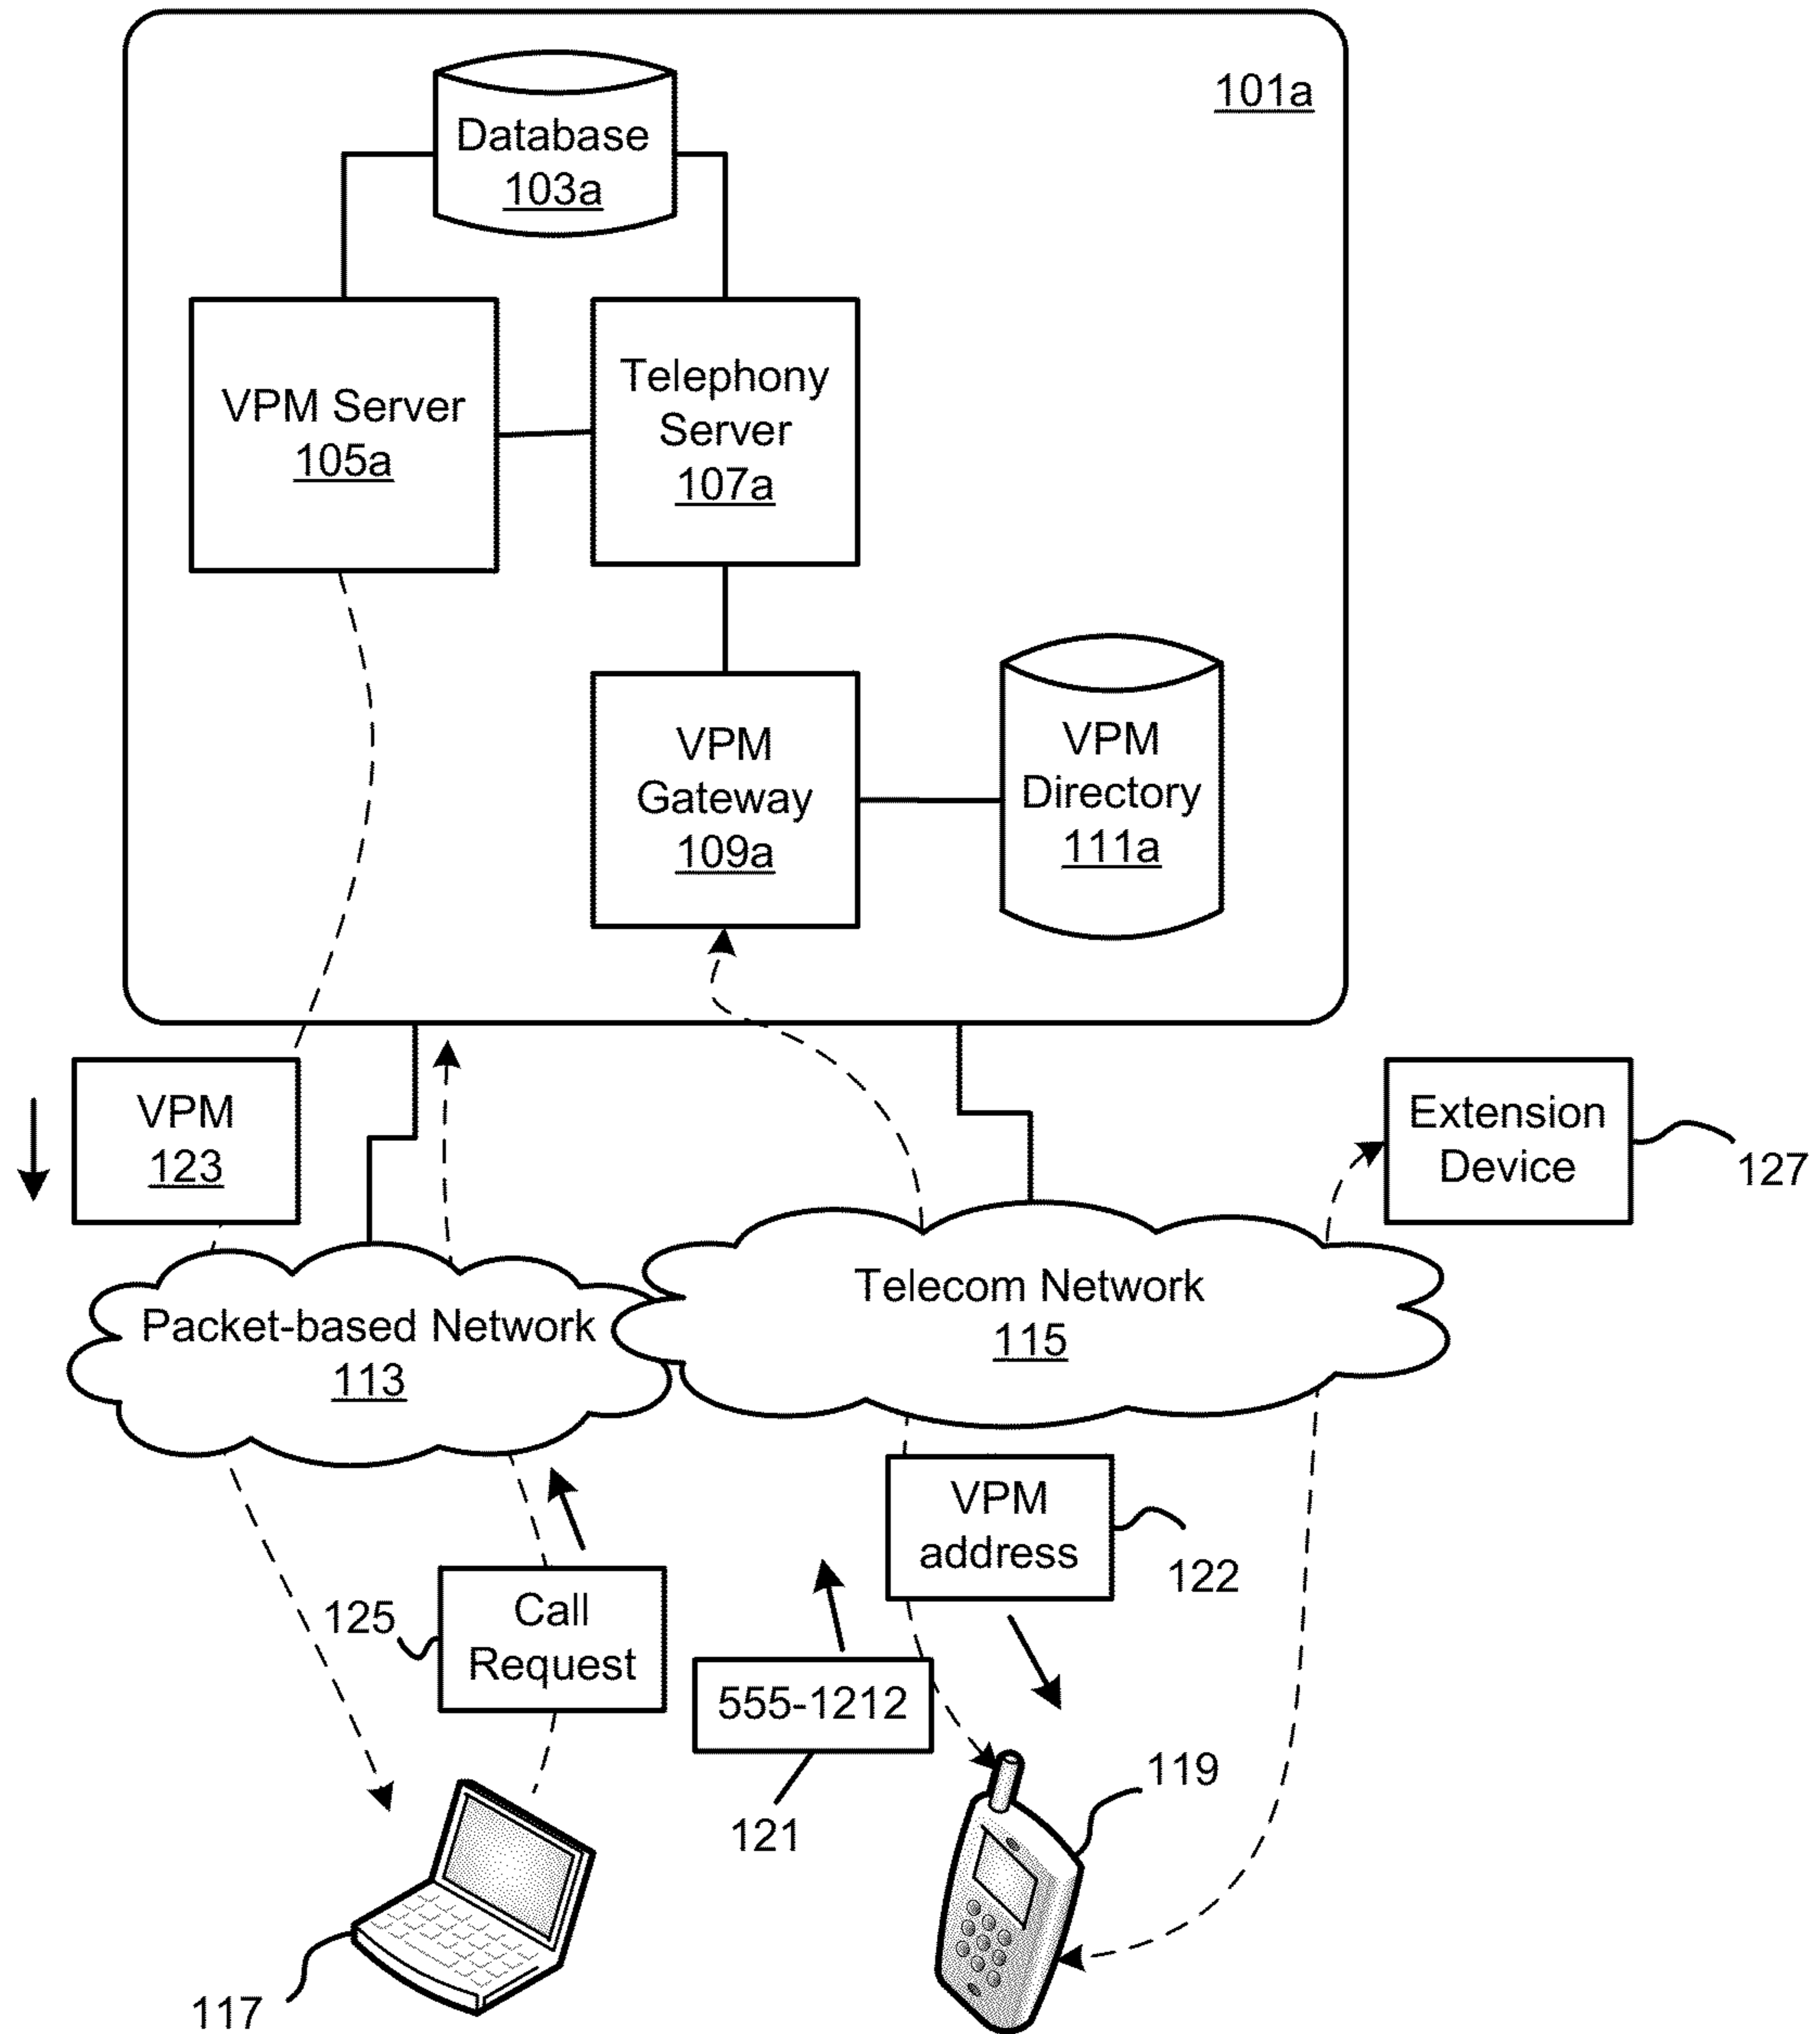 101a
Database
103a
VPM Server
105a
Telephony
Server
107a
VPM
Gateway
109a
VPM
Directory
111a
VPM
123
Extension
Device
127
Packet-based Network
113
Telecom Network
115
VPM
address
122
125
Call
Request
555-1212
121
119
117